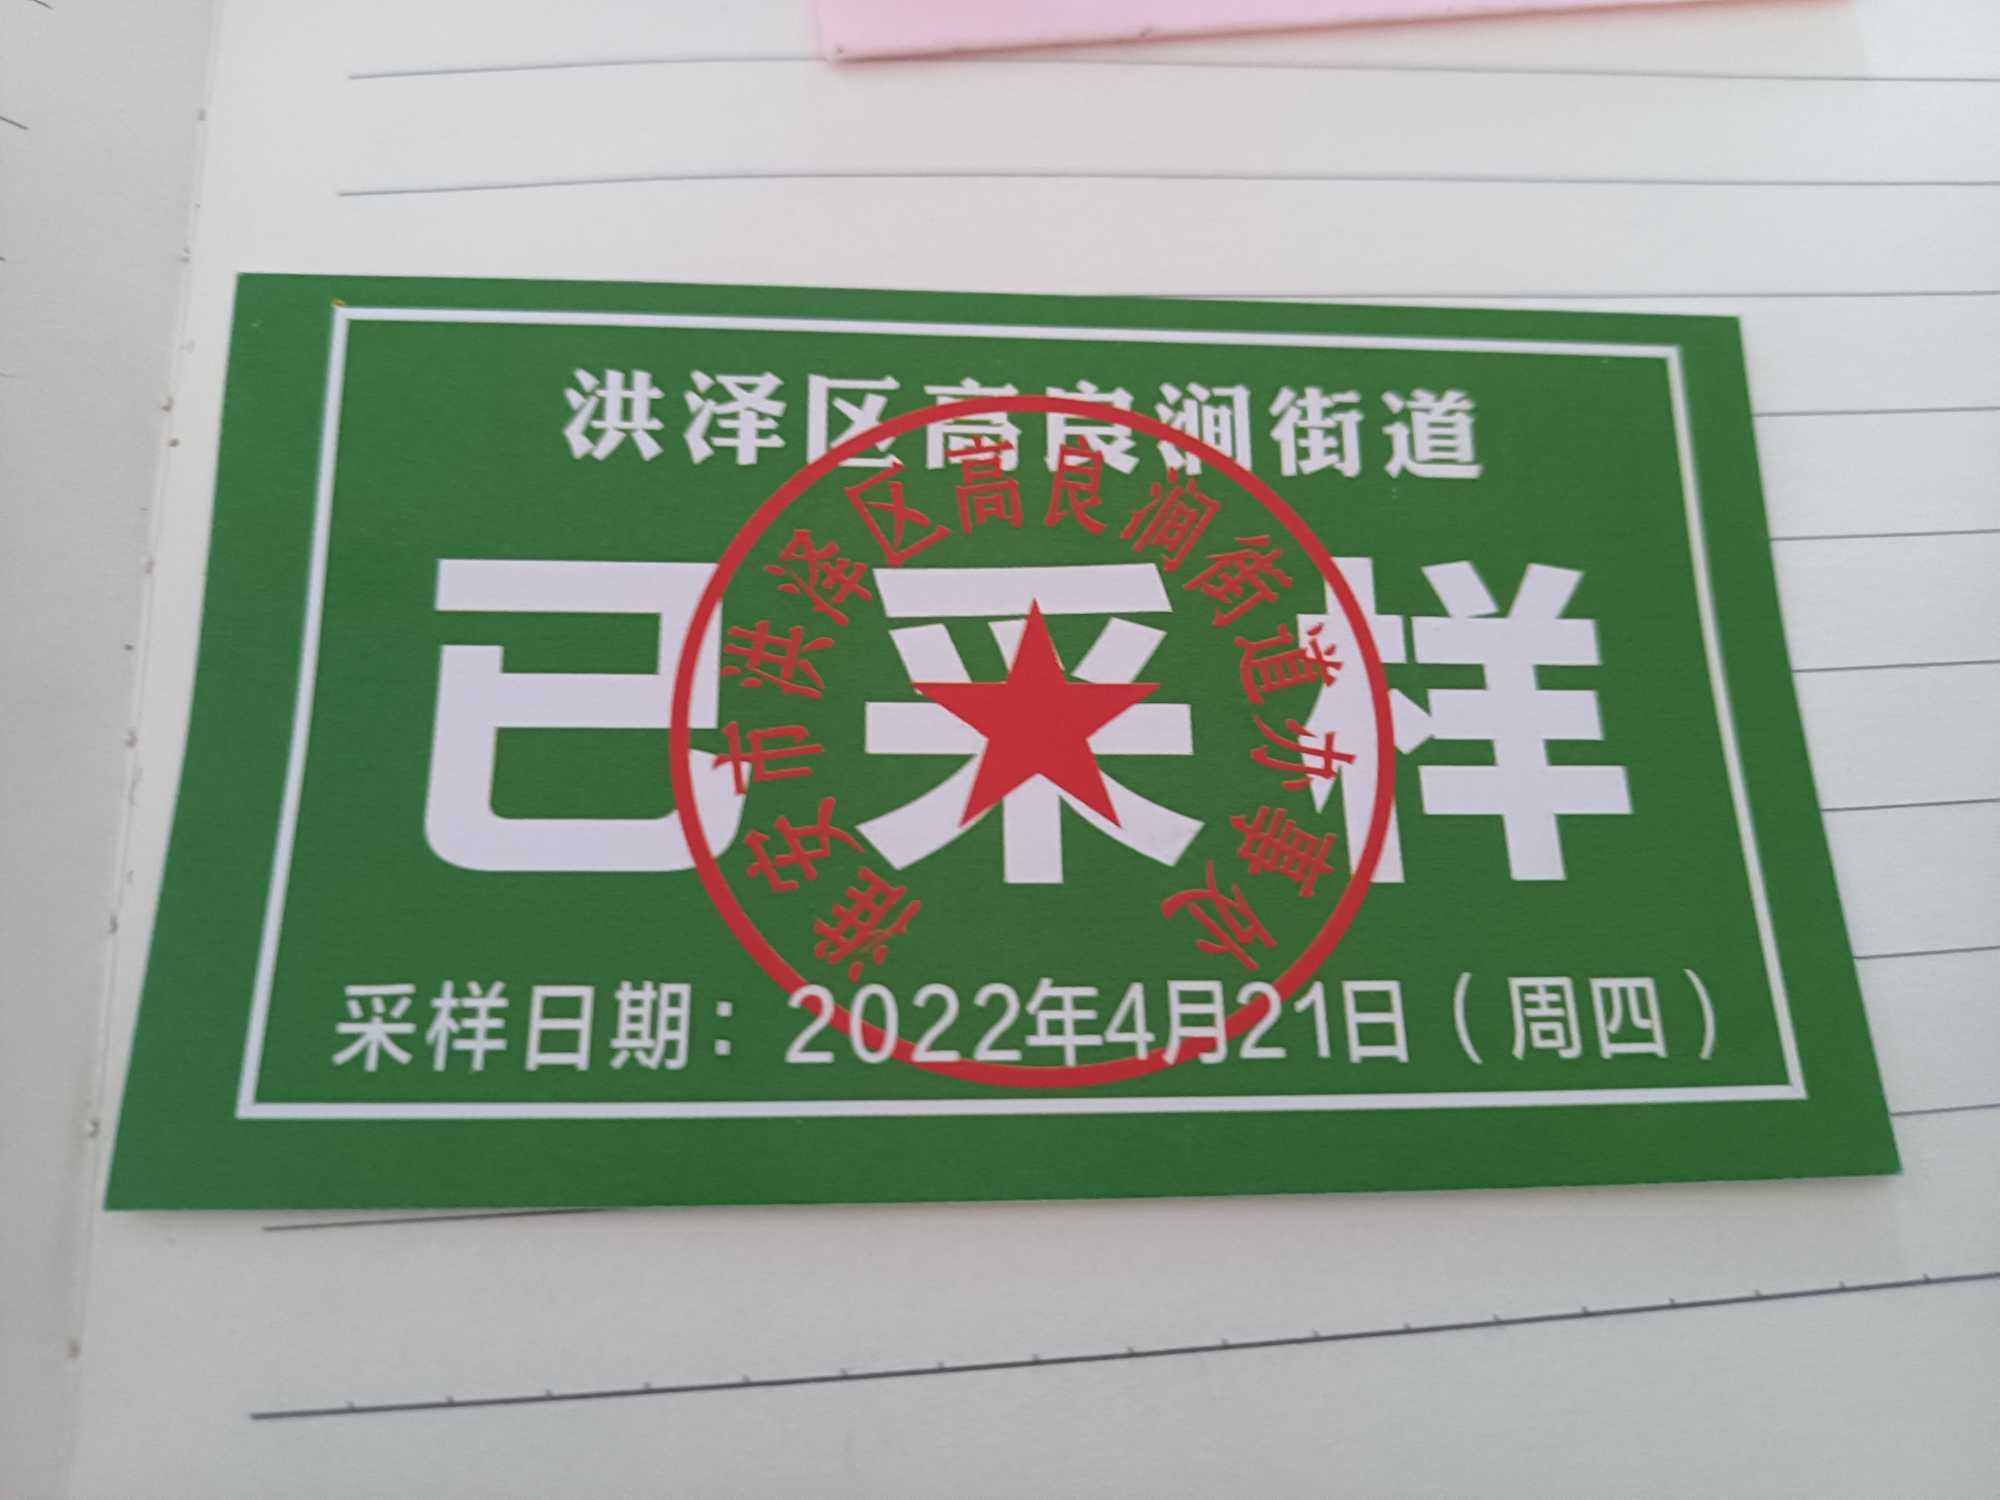 洪泽区高良涧街道
已采样
淮安市洪泽区高良涧街道办事处
采样日期：2022年4月21日（周四）